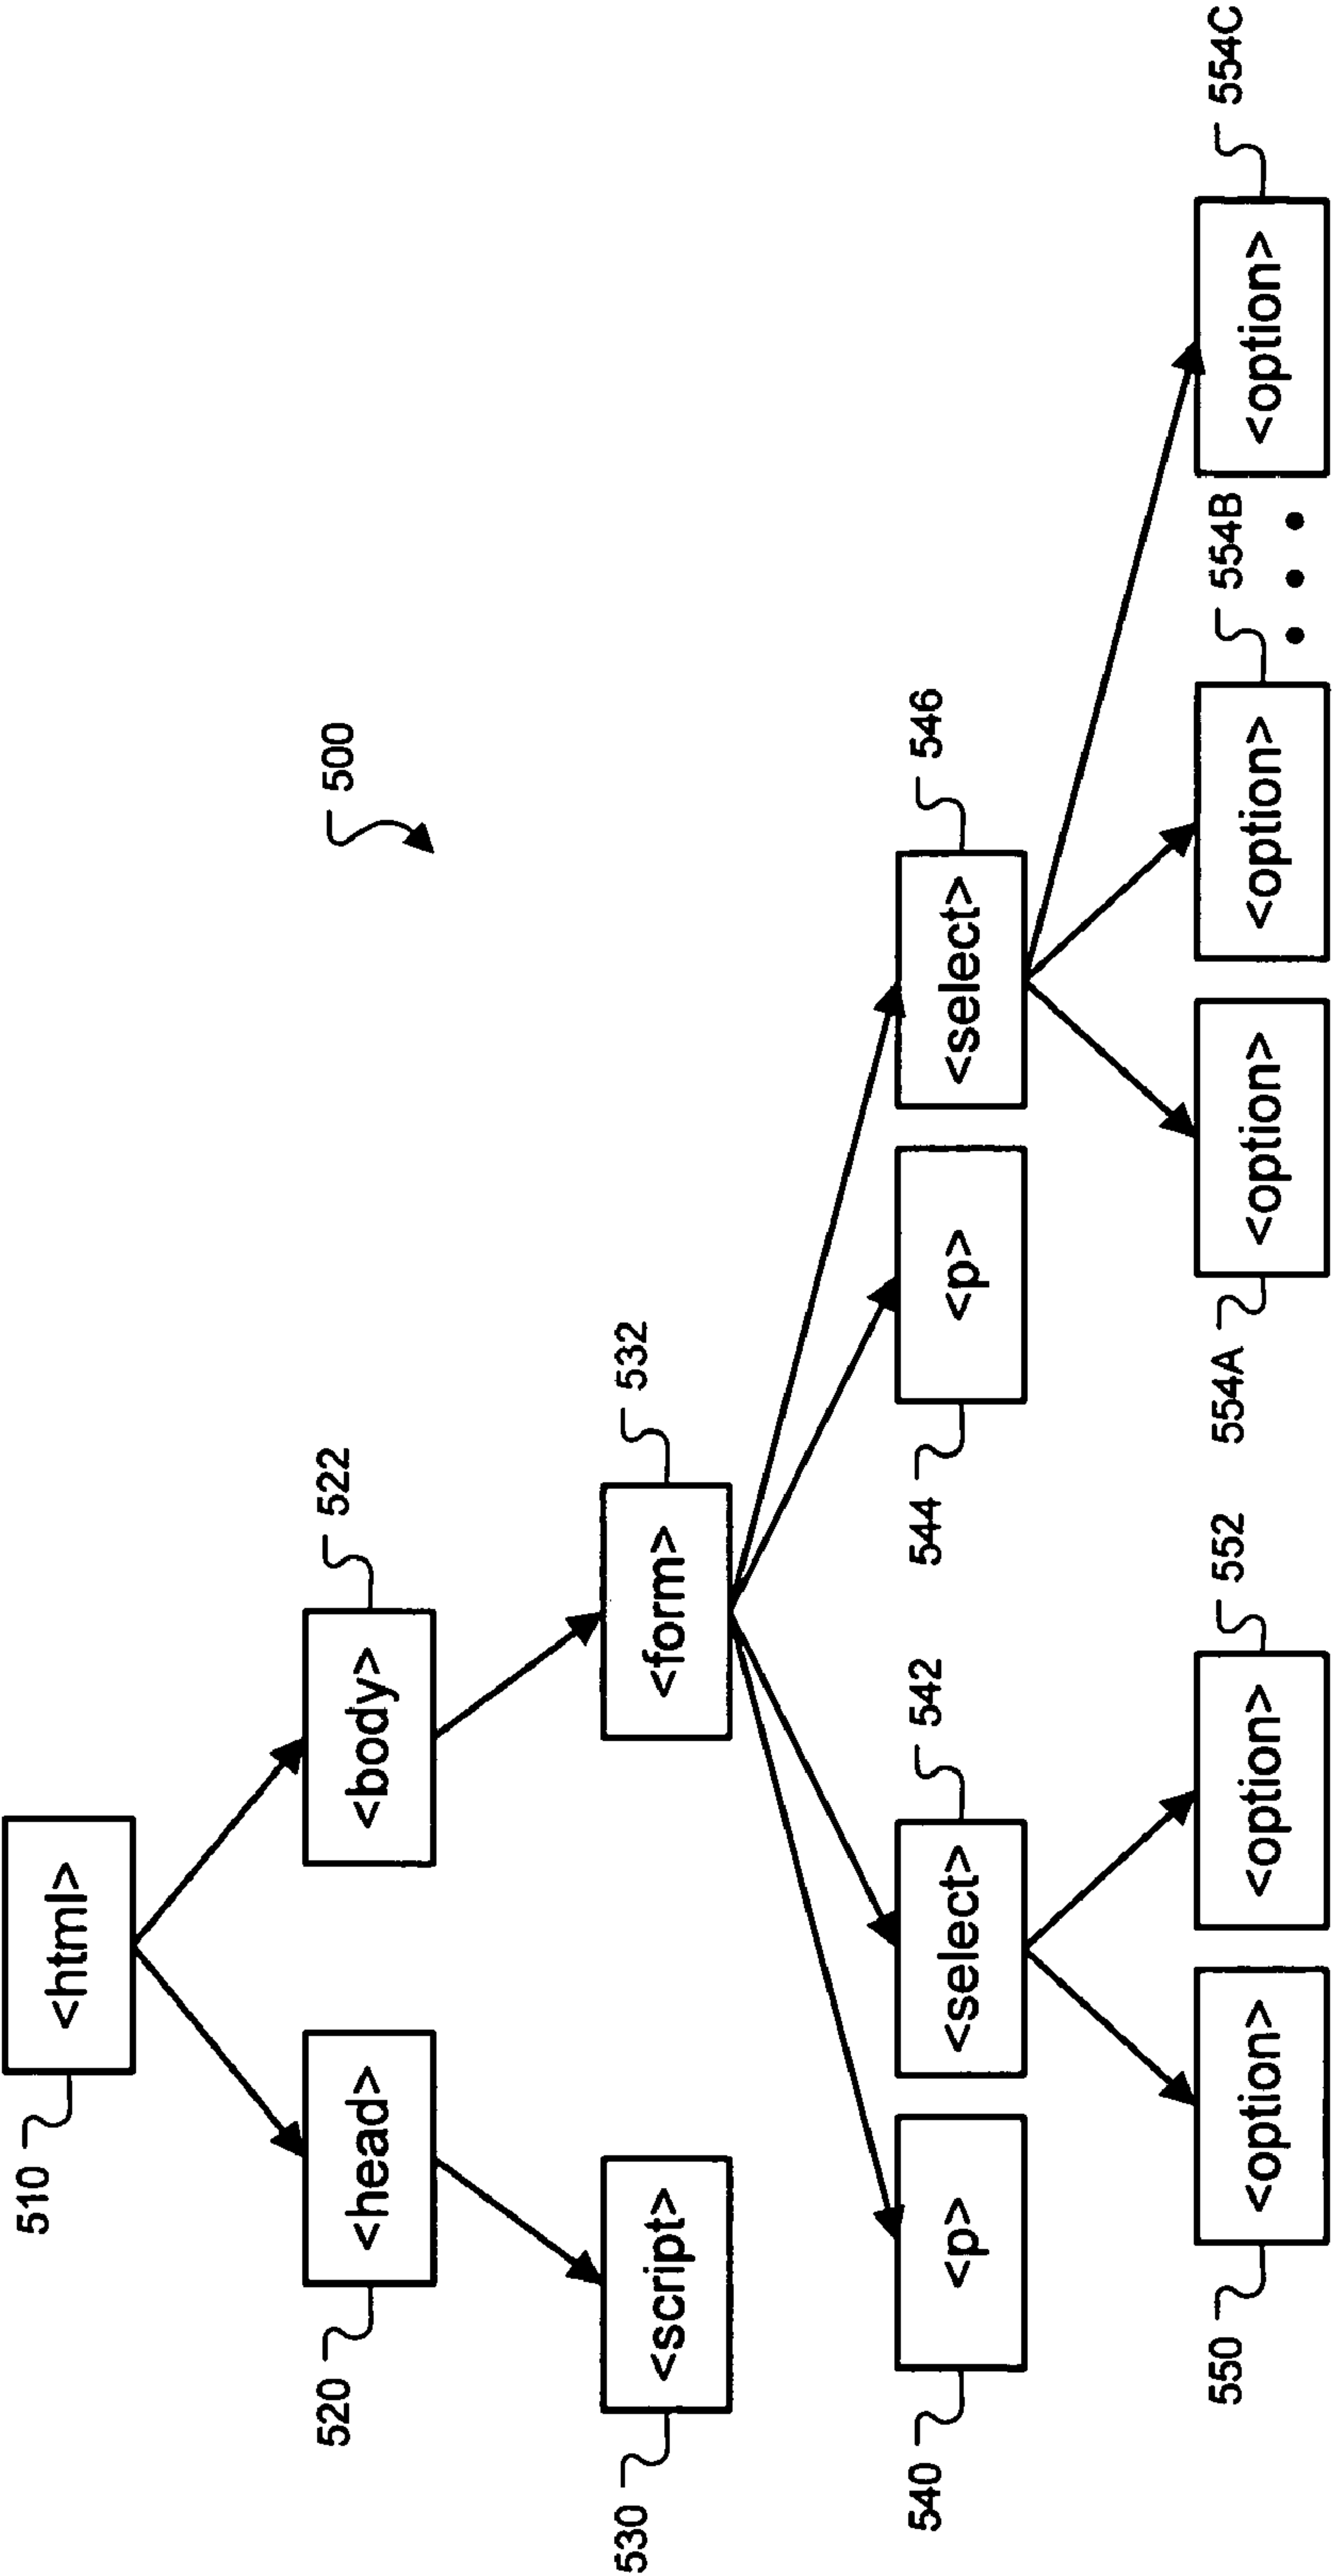 510
<html>
500
520
<head>
<body>
522
530
<script>
<form>
532
540
<p>
<select>
542
544
<p>
<select>
546
550
<option>
<option>
552
554A
<option>
<option>
554B
• • •
<option>
554C